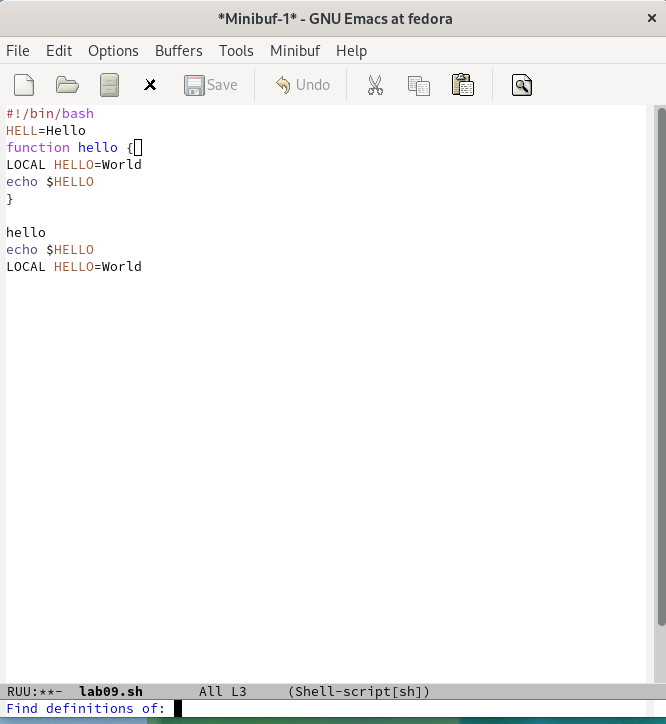 *Minibuf-1* - GNU Emacs at fedora
File Edit Options Buffers Tools Minibuf Help
Save Undo
#!/bin/bash
HELL=Hello
function hello {
LOCAL HELLO=World
echo $HELLO
}
hello
echo $HELLO
LOCAL HELLO=World
RUU:**- lab09.sh All L3 (Shell-script[sh])
Find definitions of: